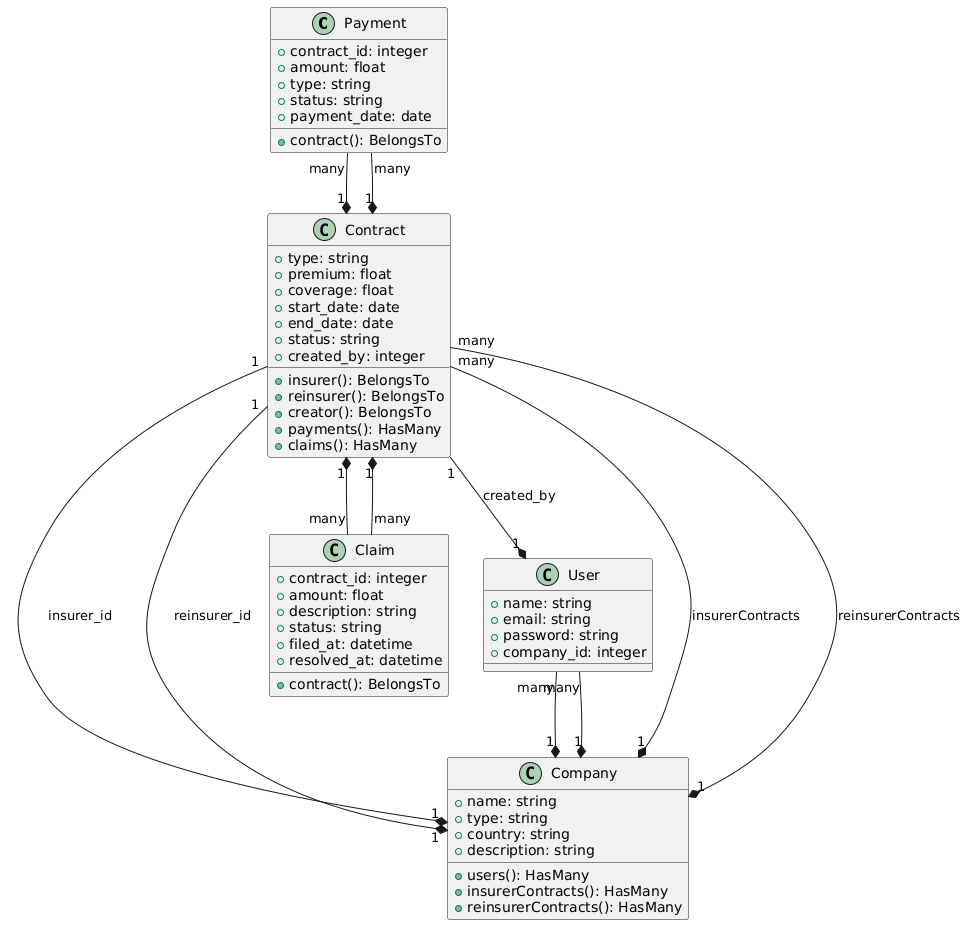 C Payment
contract_id: integer
amount: float
type: string
status: string
payment_date: date
contract(): BelongsTo
many
many
1
1
C Contract
type: string
premium: float
coverage: float
start_date: date
end_date: date
status: string
created_by: integer
insurer(): BelongsTo
reinsurer(): BelongsTo
creator(): BelongsTo
payments(): HasMany
claims(): HasMany
many
many
1
1
1
1
1
created_by
many
many
1
C Claim
contract_id: integer
amount: float
description: string
status: string
filed_at: datetime
resolved_at: datetime
contract(): BelongsTo
C User
name: string
email: string
password: string
company_id: integer
insurer_id
reinsurer_id
insurerContracts
reinsurerContracts
many
many
1
1
1
1
1
1
C Company
name: string
type: string
country: string
description: string
users(): HasMany
insurerContracts(): HasMany
reinsurerContracts(): HasMany